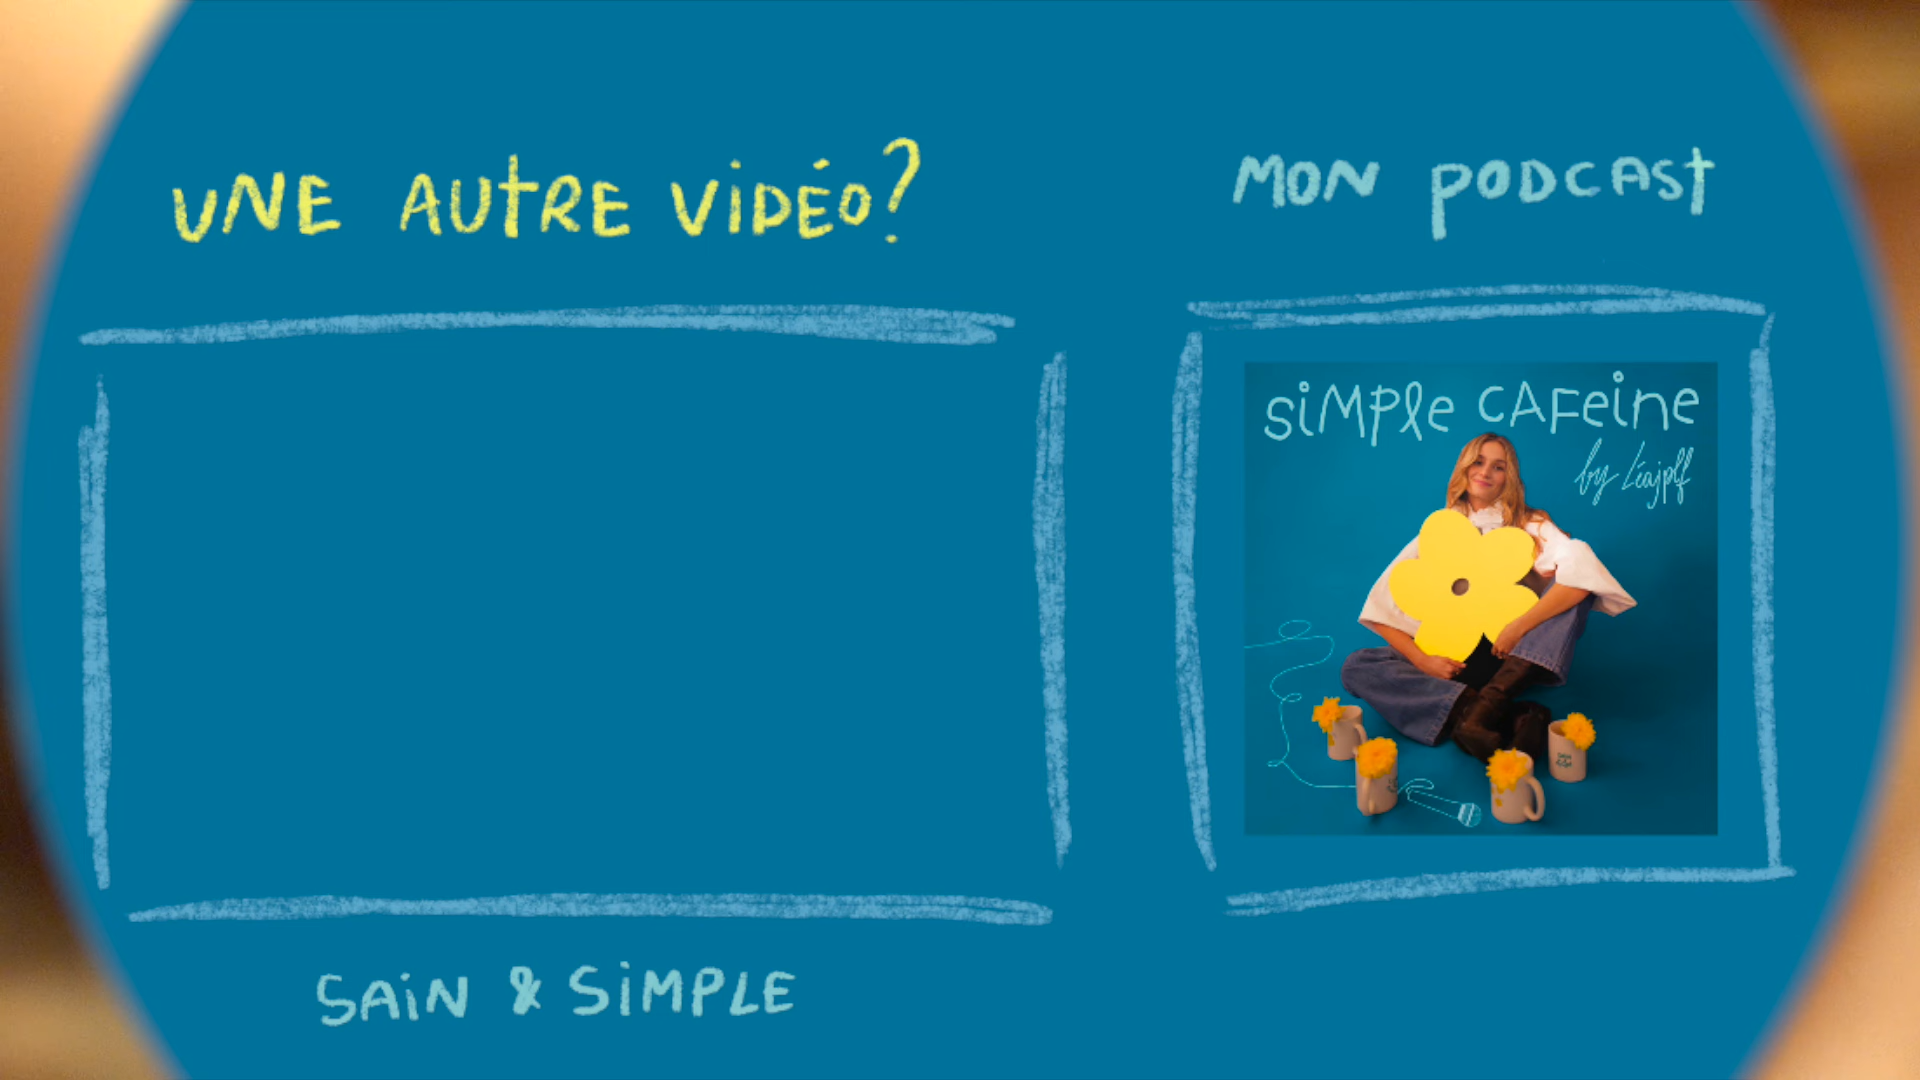 UNE AUTRE VIDÉO?
MON PODCAST
SiMPle CAFeine
by Léajplf
SAiN & SiMPLE